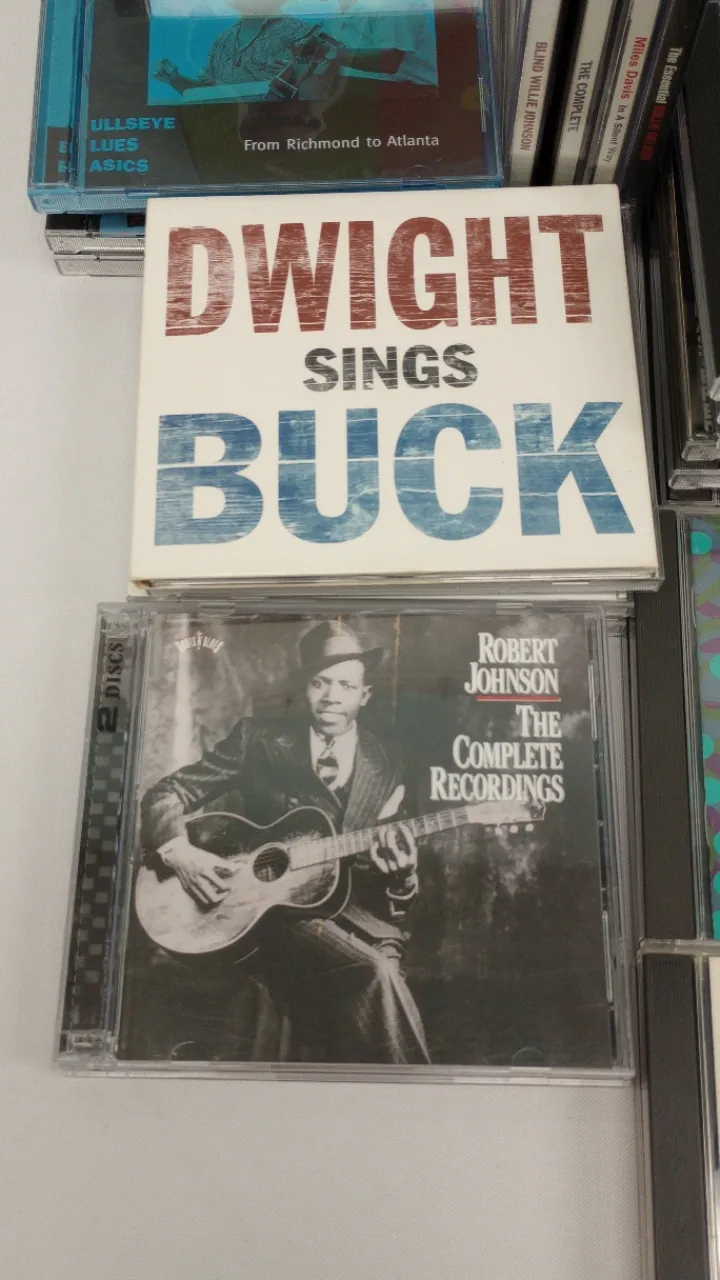 ULLSEYE
LUES
ASICS
From Richmond to Atlanta
BLIND WILLIE JOHNSON
THE COMPLETE
Miles Davis In A Silent Way
The Essential
DWIGHT
SINGS
BUCK
2 DISCS
ROBERT
JOHNSON
THE
COMPLETE
RECORDINGS